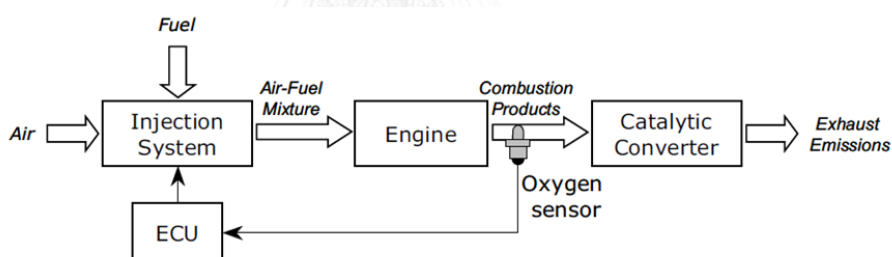 Fuel
Air
Injection
System
Air-Fuel
Mixture
Engine
Combustion
Products
Catalytic
Converter
Exhaust
Emissions
Oxygen
sensor
ECU